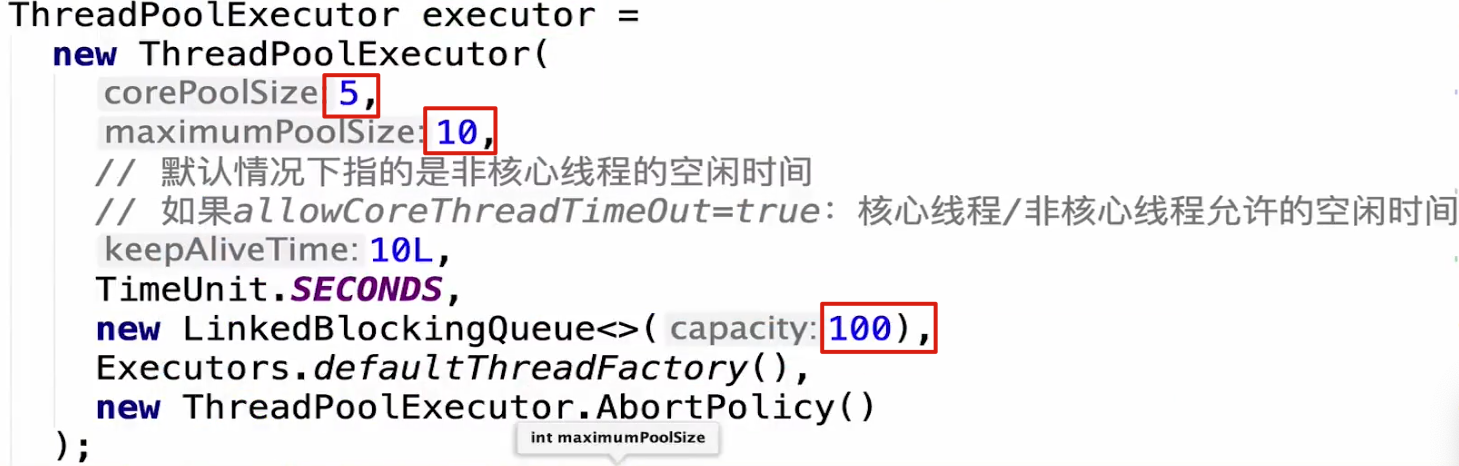 ThreadPoolExecutor executor =
new ThreadPoolExecutor(
corePoolSize: 5,
maximumPoolSize: 10,
// 默认情况下指的是非核心线程的空闲时间
// 如果allowCoreThreadTimeOut=true：核心线程/非核心线程允许的空闲时间
keepAliveTime: 10L,
TimeUnit.SECONDS,
new LinkedBlockingQueue<>( capacity: 100),
Executors.defaultThreadFactory(),
new ThreadPoolExecutor.AbortPolicy()
);
int maximumPoolSize